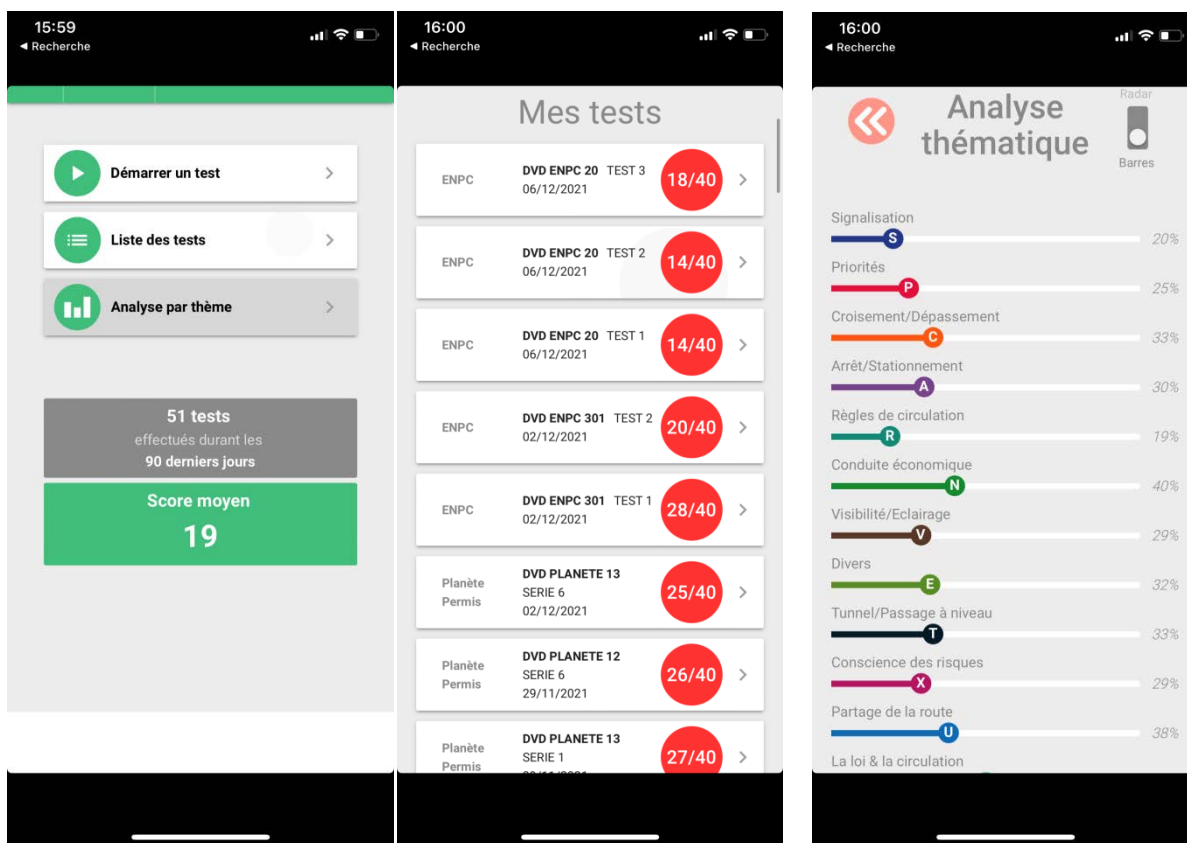 15:59
◄ Recherche
Démarrer un test
Liste des tests
Analyse par thème
51 tests
effectués durant les
90 derniers jours
Score moyen
19
16:00
◄ Recherche
Mes tests
ENPC
DVD ENPC 20 TEST 3
06/12/2021
18/40
ENPC
DVD ENPC 20 TEST 2
06/12/2021
14/40
ENPC
DVD ENPC 20 TEST 1
06/12/2021
14/40
ENPC
DVD ENPC 301 TEST 2
02/12/2021
20/40
ENPC
DVD ENPC 301 TEST 1
02/12/2021
28/40
Planète
Permis
DVD PLANETE 13
SERIE 6
02/12/2021
25/40
Planète
Permis
DVD PLANETE 12
SERIE 6
29/11/2021
26/40
Planète
Permis
DVD PLANETE 13
SERIE 1
27/40
16:00
◄ Recherche
Analyse
thématique
Radar
Barres
Signalisation
S 20%
Priorités
P 25%
Croisement/Dépassement
C 33%
Arrêt/Stationnement
A 30%
Règles de circulation
R 19%
Conduite économique
N 40%
Visibilité/Eclairage
V 29%
Divers
E 32%
Tunnel/Passage à niveau
T 33%
Conscience des risques
X 29%
Partage de la route
U 38%
La loi & la circulation